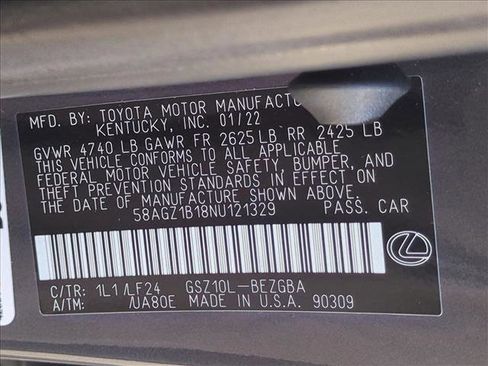 MFD. BY: TOYOTA MOTOR MANUFACTUR
KENTUCKY, INC. 01/22
GVWR 4740 LB GAWR FR 2625 LB RR 2425 LB
THIS VEHICLE CONFORMS TO ALL APPLICABLE
FEDERAL MOTOR VEHICLE SAFETY, BUMPER, AND
THEFT PREVENTION STANDARDS IN EFFECT ON
THE DATE OF MANUFACTURE SHOWN ABOVE.
58AGZ1B18NU121329 PASS. CAR
C/TR: 1L1 /LF24 GSZ10L-BEZGBA
A/TM: /UA80E MADE IN U.S.A. 90309